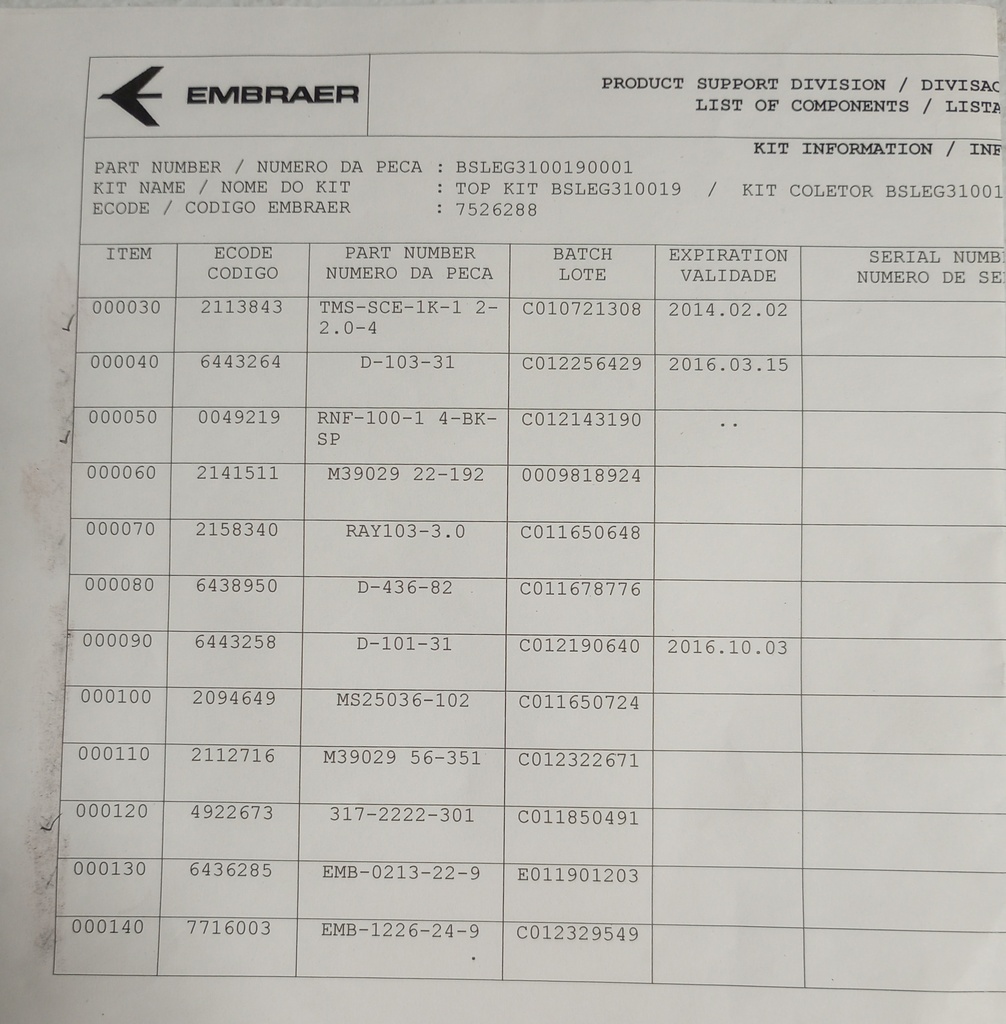 EMBRAER
PRODUCT SUPPORT DIVISION / DIVISAO
LIST OF COMPONENTS / LISTA
KIT INFORMATION / INF
PART NUMBER / NUMERO DA PECA : BSLEG3100190001
KIT NAME / NOME DO KIT : TOP KIT BSLEG310019 / KIT COLETOR BSLEG31001
ECODE / CODIGO EMBRAER : 7526288
ITEM ECODE CODIGO PART NUMBER NUMERO DA PECA BATCH LOTE EXPIRATION VALIDADE SERIAL NUMB NUMERO DE SE
000030 2113843 TMS-SCE-1K-1 2-2.0-4 C010721308 2014.02.02
000040 6443264 D-103-31 C012256429 2016.03.15
000050 0049219 RNF-100-1 4-BK-SP C012143190 ..
000060 2141511 M39029 22-192 0009818924
000070 2158340 RAY103-3.0 C011650648
000080 6438950 D-436-82 C011678776
000090 6443258 D-101-31 C012190640 2016.10.03
000100 2094649 MS25036-102 C011650724
000110 2112716 M39029 56-351 C012322671
000120 4922673 317-2222-301 C011850491
000130 6436285 EMB-0213-22-9 E011901203
000140 7716003 EMB-1226-24-9 C012329549